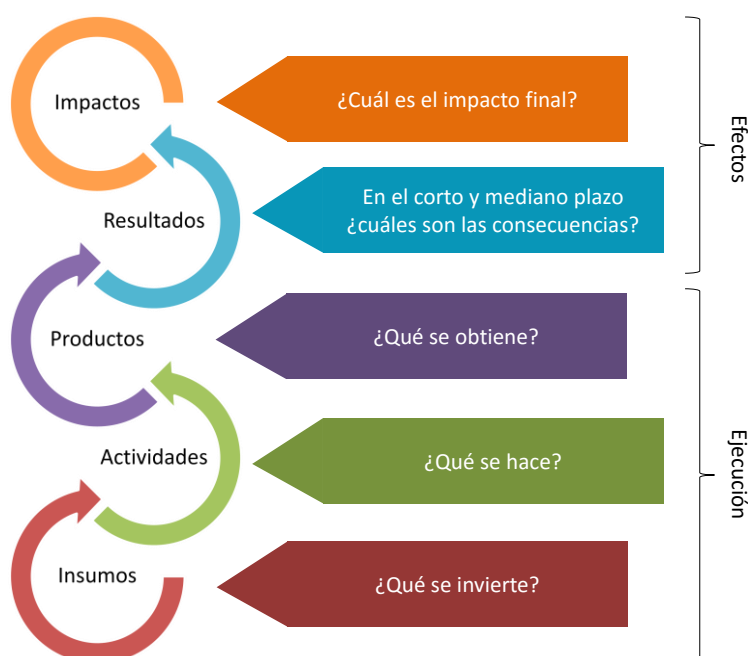 Impactos
¿Cuál es el impacto final?
Resultados
En el corto y mediano plazo
¿cuáles son las consecuencias?
Efectos
Productos
¿Qué se obtiene?
Actividades
¿Qué se hace?
Insumos
¿Qué se invierte?
Ejecución